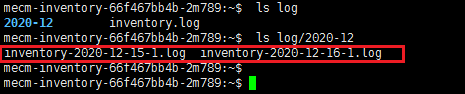 mecm-inventory-66f467bb4b-2m789:~$ ls log
2020-12 inventory.log
mecm-inventory-66f467bb4b-2m789:~$ ls log/2020-12
inventory-2020-12-15-1.log inventory-2020-12-16-1.log
mecm-inventory-66f467bb4b-2m789:~$
mecm-inventory-66f467bb4b-2m789:~$